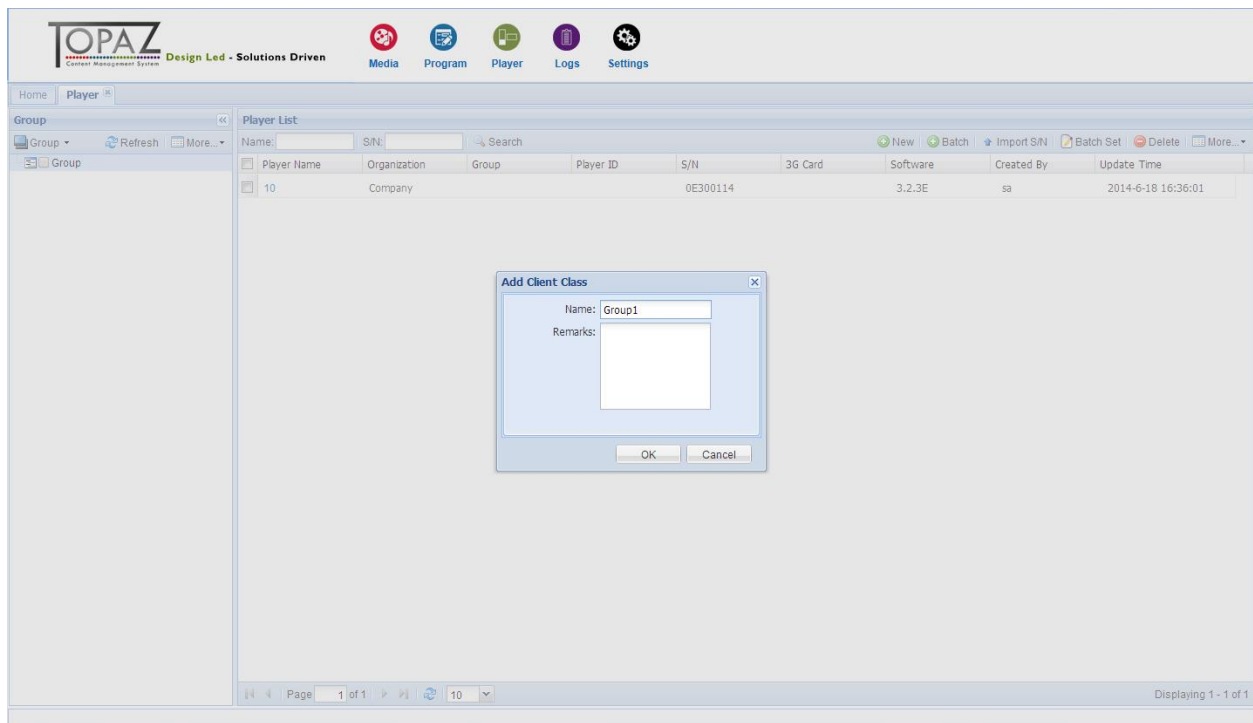 TOPAZ
Content Management System
Design Led - Solutions Driven
Media Program Player Logs Settings
Home Player
Group
Group Refresh More...
Group
Player List
Name: S/N: Search New Batch Import S/N Batch Set Delete More...
Player Name Organization Group Player ID S/N 3G Card Software Created By Update Time
10 Company 0E300114 3.2.3E sa 2014-6-18 16:36:01
Add Client Class
Name: Group1
Remarks:
OK Cancel
Page 1 of 1 10 Displaying 1 - 1 of 1